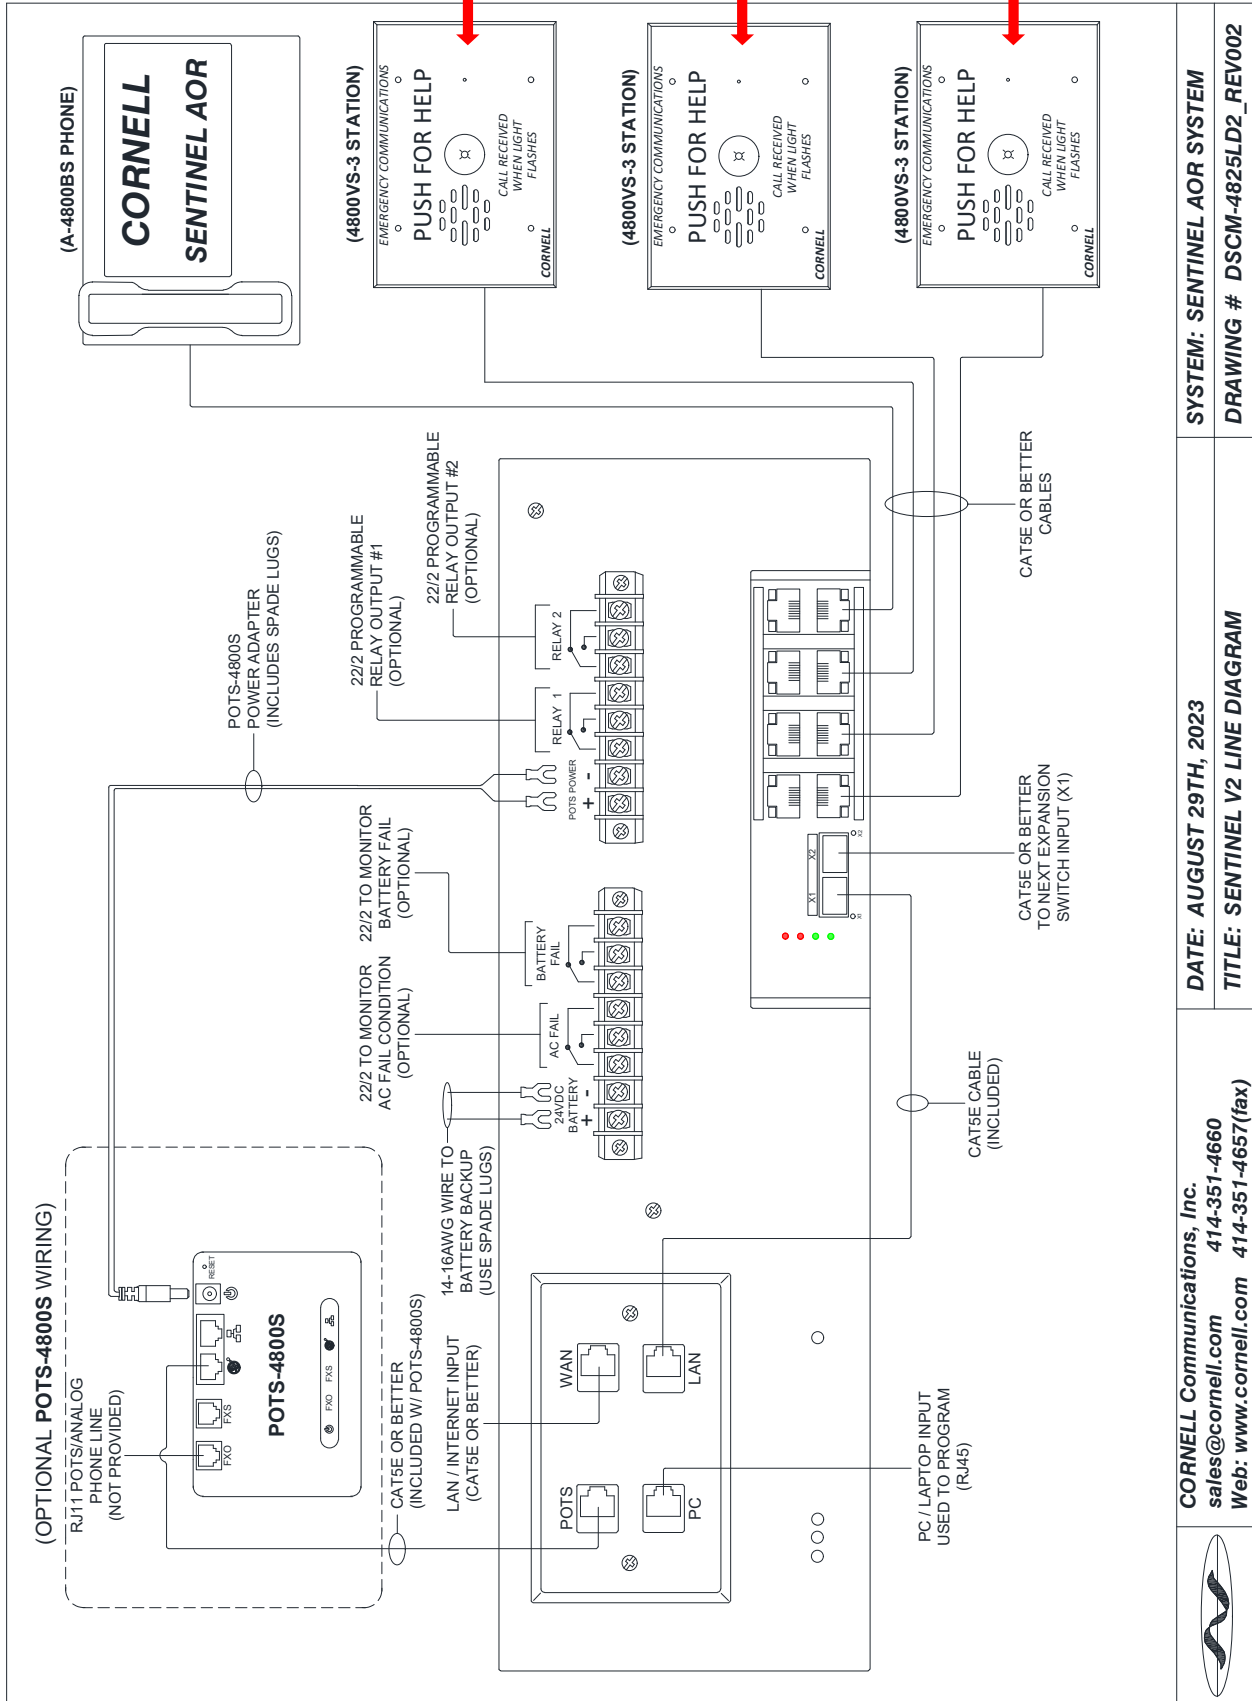 (OPTIONAL POTS-4800S WIRING)
RJ11 POTS/ANALOG
PHONE LINE
(NOT PROVIDED)
FXO
FXS
RESET
POTS-4800S
FXO
FXS
CAT5E OR BETTER
(INCLUDED W/ POTS-4800S)
LAN / INTERNET INPUT
(CAT5E OR BETTER)
14-16AWG WIRE TO
BATTERY BACKUP
(USE SPADE LUGS)
22/2 TO MONITOR
AC FAIL CONDITION
(OPTIONAL)
22/2 TO MONITOR
BATTERY FAIL
(OPTIONAL)
POTS-4800S
POWER ADAPTER
(INCLUDES SPADE LUGS)
22/2 PROGRAMMABLE
RELAY OUTPUT #1
(OPTIONAL)
22/2 PROGRAMMABLE
RELAY OUTPUT #2
(OPTIONAL)
24VDC
BATTERY
+ -
AC FAIL
BATTERY
FAIL
POTS POWER
+ -
RELAY 1
RELAY 2
POTS
WAN
PC
LAN
X1
X2
X1
X2
PC / LAPTOP INPUT
USED TO PROGRAM
(RJ45)
CAT5E CABLE
(INCLUDED)
CAT5E OR BETTER
TO NEXT EXPANSION
SWITCH INPUT (X1)
CAT5E OR BETTER
CABLES
(A-4800BS PHONE)
CORNELL
SENTINEL AOR
(4800VS-3 STATION)
EMERGENCY COMMUNICATIONS
PUSH FOR HELP
CALL RECEIVED
WHEN LIGHT
FLASHES
CORNELL
(4800VS-3 STATION)
EMERGENCY COMMUNICATIONS
PUSH FOR HELP
CALL RECEIVED
WHEN LIGHT
FLASHES
CORNELL
(4800VS-3 STATION)
EMERGENCY COMMUNICATIONS
PUSH FOR HELP
CALL RECEIVED
WHEN LIGHT
FLASHES
CORNELL
CORNELL Communications, Inc.
sales@cornell.com 414-351-4660
Web: www.cornell.com 414-351-4657(fax)
DATE: AUGUST 29TH, 2023
TITLE: SENTINEL V2 LINE DIAGRAM
SYSTEM: SENTINEL AOR SYSTEM
DRAWING # DSCM-4825LD2_REV002